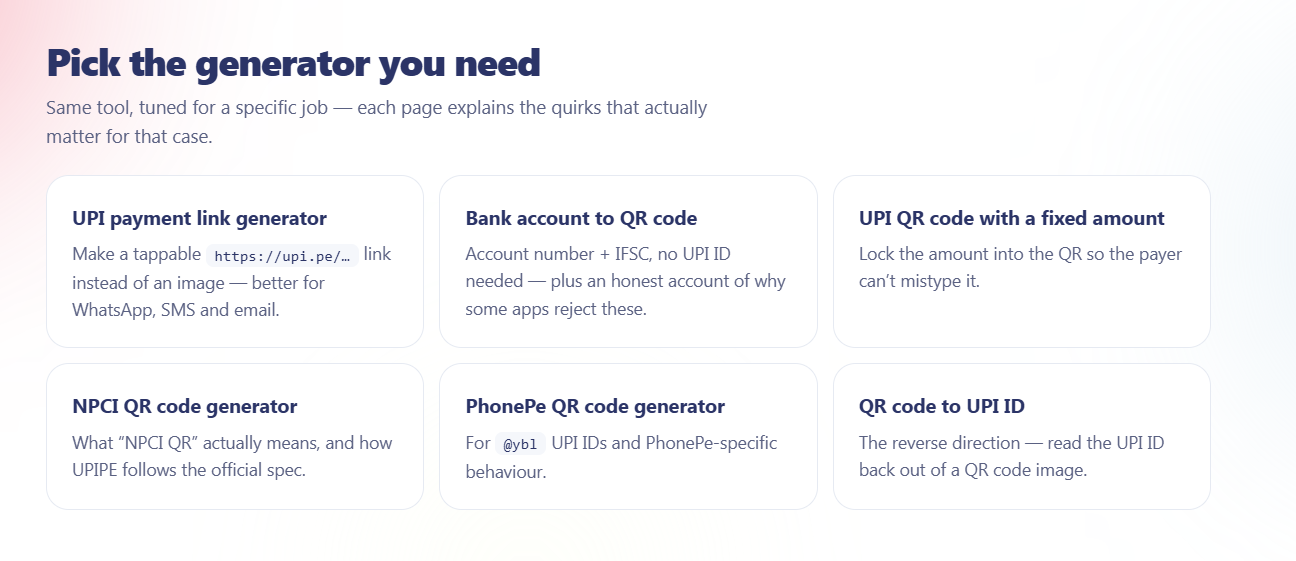 Pick the generator you need
Same tool, tuned for a specific job — each page explains the quirks that actually
matter for that case.
UPI payment link generator
Make a tappable https://upi.pe/… link
instead of an image — better for
WhatsApp, SMS and email.
Bank account to QR code
Account number + IFSC, no UPI ID
needed — plus an honest account of why
some apps reject these.
UPI QR code with a fixed amount
Lock the amount into the QR so the payer
can’t mistype it.
NPCI QR code generator
What “NPCI QR” actually means, and how
UPIPE follows the official spec.
PhonePe QR code generator
For @ybl UPI IDs and PhonePe-specific
behaviour.
QR code to UPI ID
The reverse direction — read the UPI ID
back out of a QR code image.